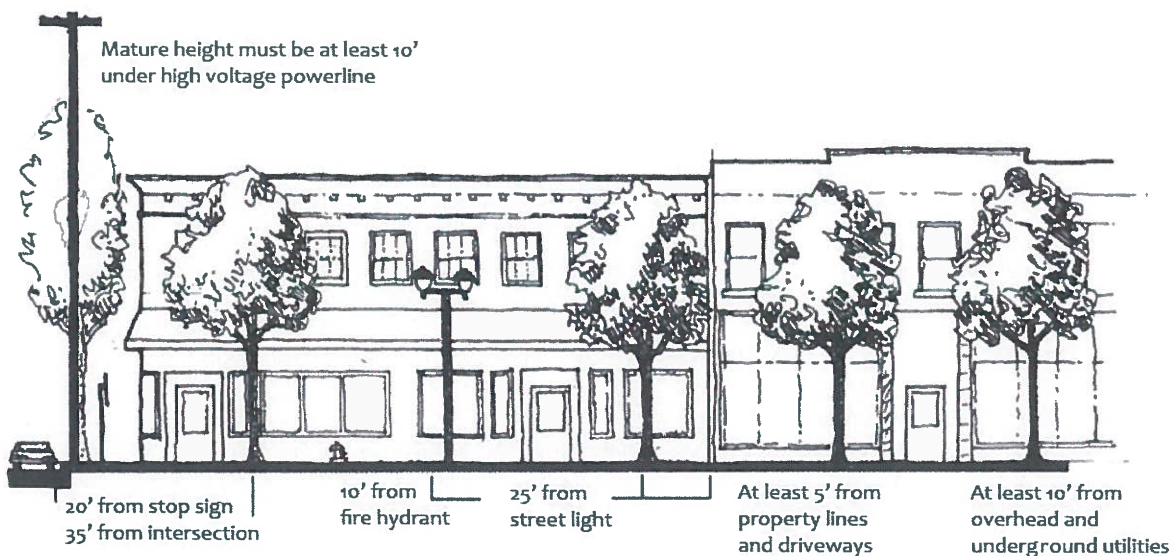 Mature height must be at least 10’
under high voltage powerline
20’ from stop sign
35’ from intersection
10’ from
fire hydrant
25’ from
street light
At least 5’ from
property lines
and driveways
At least 10’ from
overhead and
underground utilities